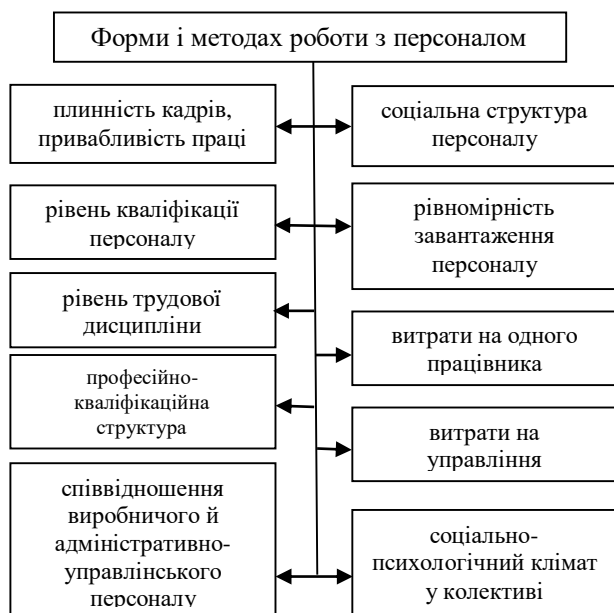 Форми і методах роботи з персоналом
плинність кадрів,
привабливість праці
соціальна структура
персоналу
рівень кваліфікації
персоналу
рівномірність
завантаження
персоналу
рівень трудової
дисципліни
витрати на одного
працівника
професійно-
кваліфікаційна
структура
витрати на
управління
співвідношення
виробничого й
адміністративно-
управлінського
персоналу
соціально-
психологічний клімат
у колективі